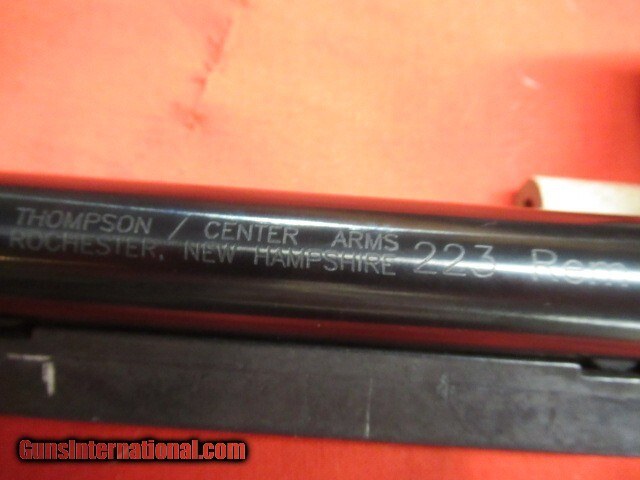 THOMPSON / CENTER ARMS
ROCHESTER, NEW HAMPSHIRE
223 Rem
GunsInternational.com